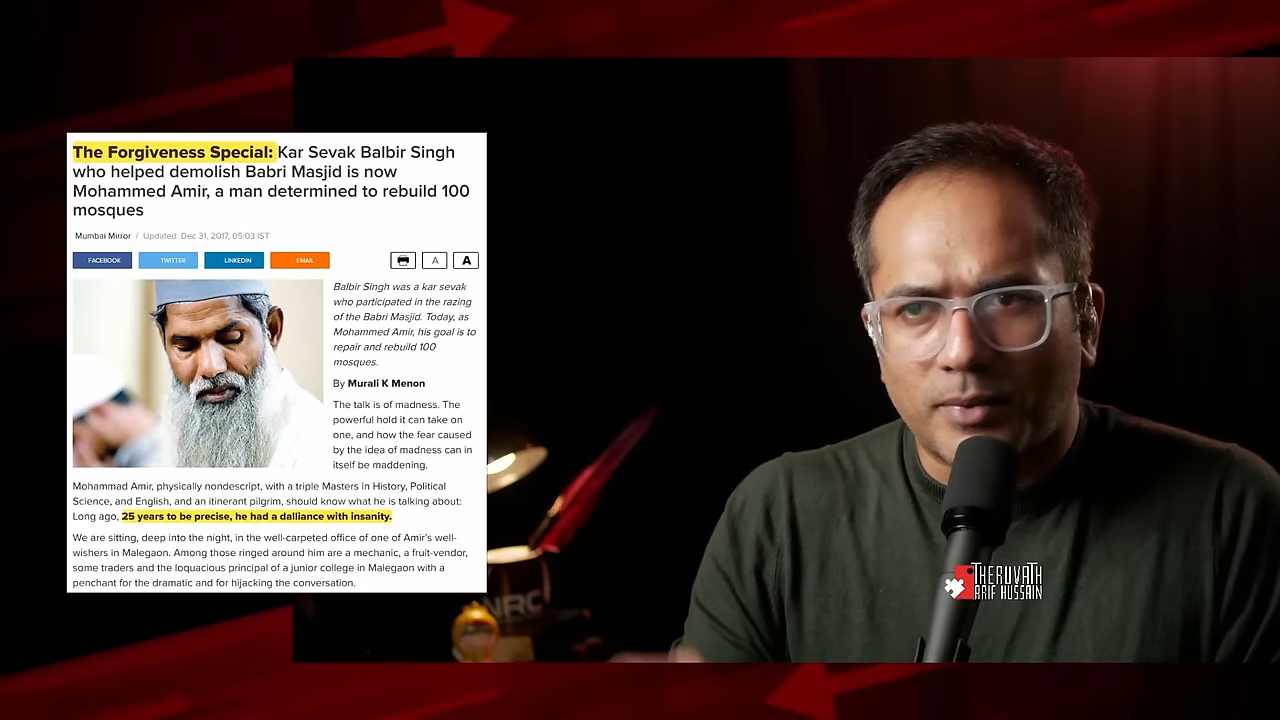 The Forgiveness Special: Kar Sevak Balbir Singh
who helped demolish Babri Masjid is now
Mohammed Amir, a man determined to rebuild 100
mosques
Mumbai Mirror / Updated: Dec 31, 2017, 05:03 IST
FACEBOOK TWITTER LINKEDIN EMAIL A A
Balbir Singh was a kar sevak
who participated in the razing
of the Babri Masjid. Today, as
Mohammed Amir, his goal is to
repair and rebuild 100
mosques.
By Murali K Menon
The talk is of madness. The
powerful hold it can take on
one, and how the fear caused
by the idea of madness can in
itself be maddening.
Mohammad Amir, physically nondescript, with a triple Masters in History, Political
Science, and English, and an itinerant pilgrim, should know what he is talking about:
Long ago, 25 years to be precise, he had a dalliance with insanity.
We are sitting, deep into the night, in the well-carpeted office of one of Amir's well-
wishers in Malegaon. Among those ringed around him are a mechanic, a fruit-vendor,
some traders and the loquacious principal of a junior college in Malegaon with a
penchant for the dramatic and for hijacking the conversation.
NRC
THERUVATH
ARIF HUSSAIN